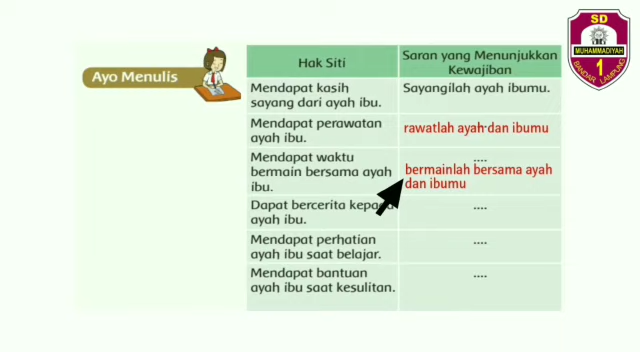 SD
MUHAMMADIYAH
1
BANDAR LAMPUNG
Ayo Menulis
Hak Siti
Saran yang Menunjukkan
Kewajiban
Mendapat kasih
sayang dari ayah ibu.
Sayangilah ayah ibumu.
Mendapat perawatan
ayah ibu.
rawatlah ayah dan ibumu
Mendapat waktu
bermain bersama ayah
ibu.
....
bermainlah bersama ayah
dan ibumu
Dapat bercerita kepada
ayah ibu.
....
Mendapat perhatian
ayah ibu saat belajar.
....
Mendapat bantuan
ayah ibu saat kesulitan.
....